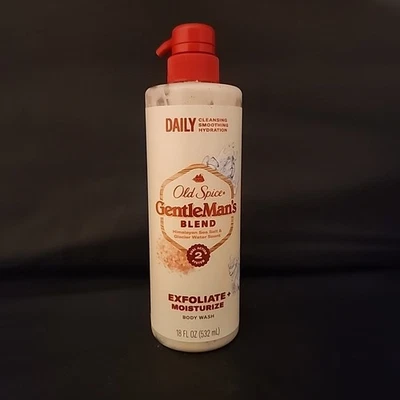 DAILY
CLEANSING
SMOOTHING
HYDRATION
Old Spice
GentleMan's
BLEND
Himalayan Sea Salt &
Glacier Water Scent
2
EXFOLIATE +
MOISTURIZE
BODY WASH
18 FL OZ (532 mL)